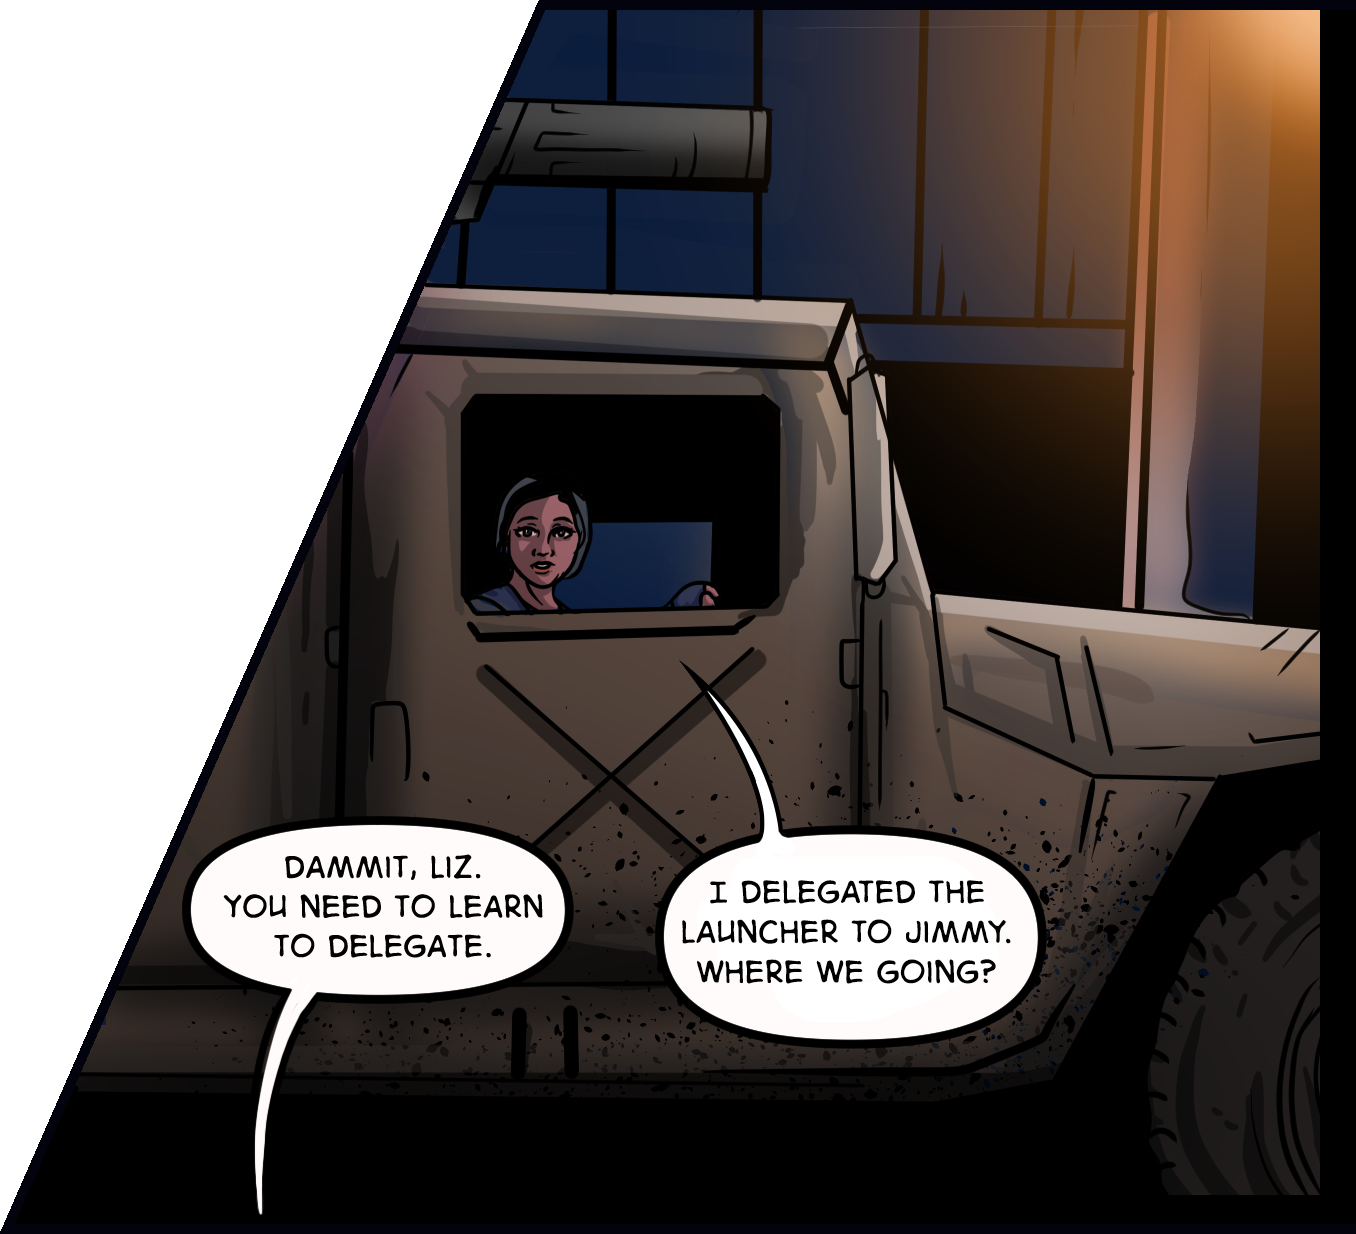 DAMMIT, LIZ.
YOU NEED TO LEARN
TO DELEGATE.
I DELEGATED THE
LAUNCHER TO JIMMY.
WHERE WE GOING?